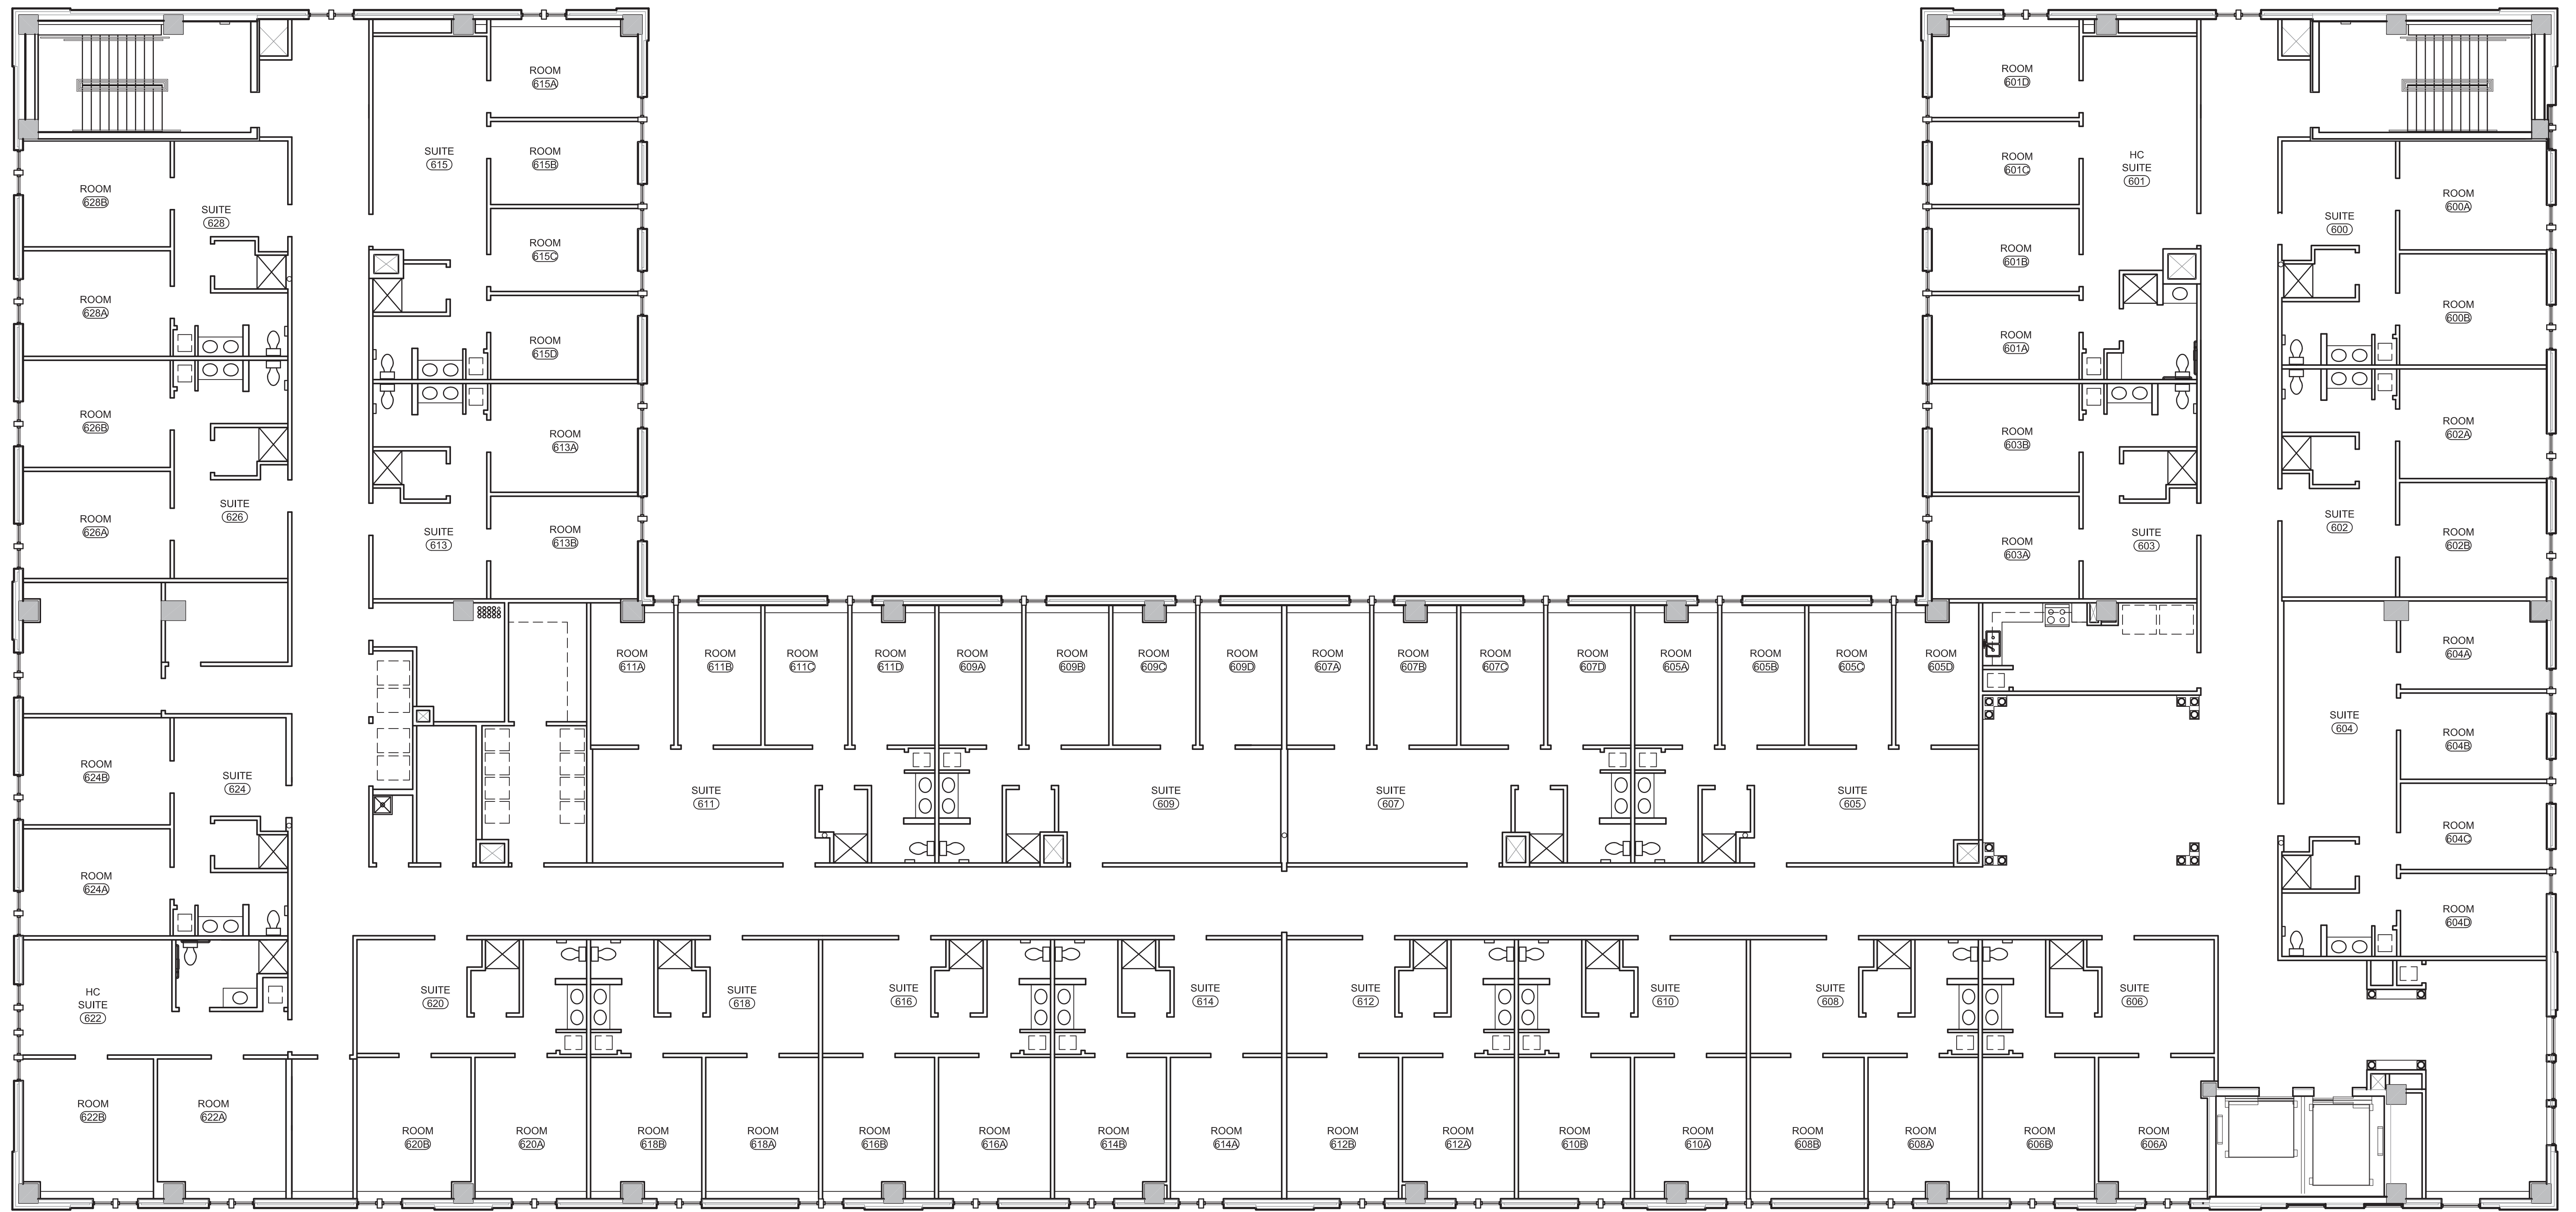 ROOM
615A
ROOM
601D
SUITE
615
ROOM
615B
ROOM
601C
HC
SUITE
601
ROOM
628B
SUITE
628
ROOM
600A
SUITE
600
ROOM
615C
ROOM
601B
ROOM
628A
ROOM
600B
ROOM
615D
ROOM
601A
ROOM
626B
ROOM
613A
ROOM
603B
ROOM
602A
ROOM
626A
SUITE
626
SUITE
613
ROOM
613B
ROOM
603A
SUITE
603
SUITE
602
ROOM
602B
ROOM
611A
ROOM
611B
ROOM
611C
ROOM
611D
ROOM
609A
ROOM
609B
ROOM
609C
ROOM
609D
ROOM
607A
ROOM
607B
ROOM
607C
ROOM
607D
ROOM
605A
ROOM
605B
ROOM
605C
ROOM
605D
ROOM
604A
SUITE
604
ROOM
604B
ROOM
624B
SUITE
624
SUITE
611
SUITE
609
SUITE
607
SUITE
605
ROOM
604C
ROOM
624A
ROOM
604D
HC
SUITE
622
SUITE
620
SUITE
618
SUITE
616
SUITE
614
SUITE
612
SUITE
610
SUITE
608
SUITE
606
ROOM
622B
ROOM
622A
ROOM
620B
ROOM
620A
ROOM
618B
ROOM
618A
ROOM
616B
ROOM
616A
ROOM
614B
ROOM
614A
ROOM
612B
ROOM
612A
ROOM
610B
ROOM
610A
ROOM
608B
ROOM
608A
ROOM
606B
ROOM
606A